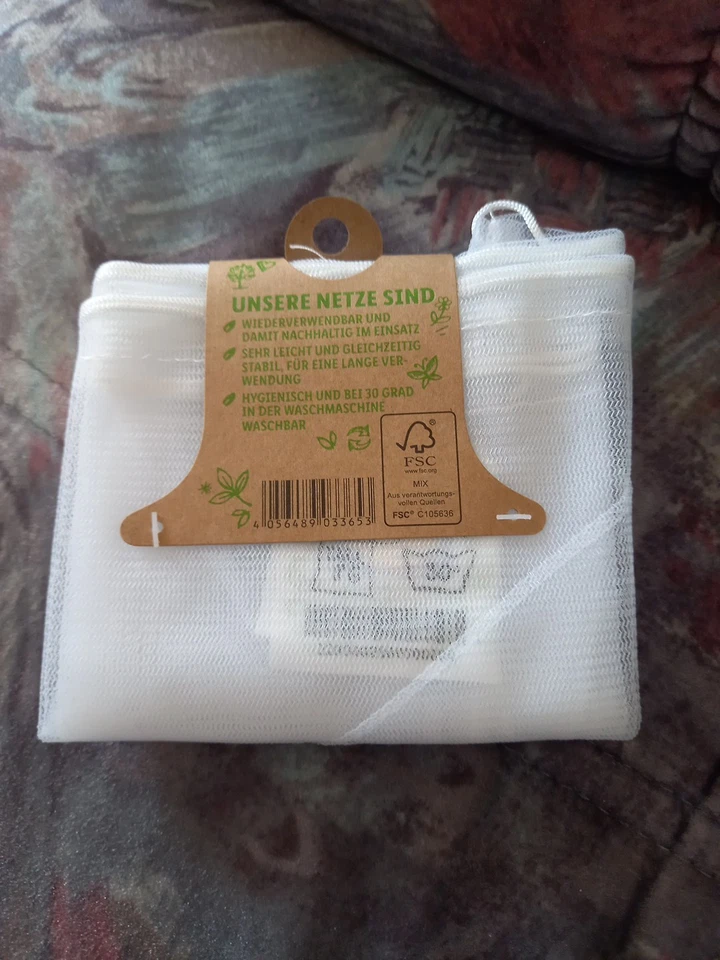 UNSERE NETZE SIND
WIEDERVERWENDBAR UND
DAMIT NACHHALTIG IM EINSATZ
SEHR LEICHT UND GLEICHZEITIG
STABIL, FÜR EINE LANGE VER-
WENDUNG
HYGIENISCH UND BEI 30 GRAD
IN DER WASCHMASCHINE
WASCHBAR
®
FSC
www.fsc.org
MIX
Aus verantwortungs-
vollen Quellen
FSC® C105636
4 056489 033653
30°